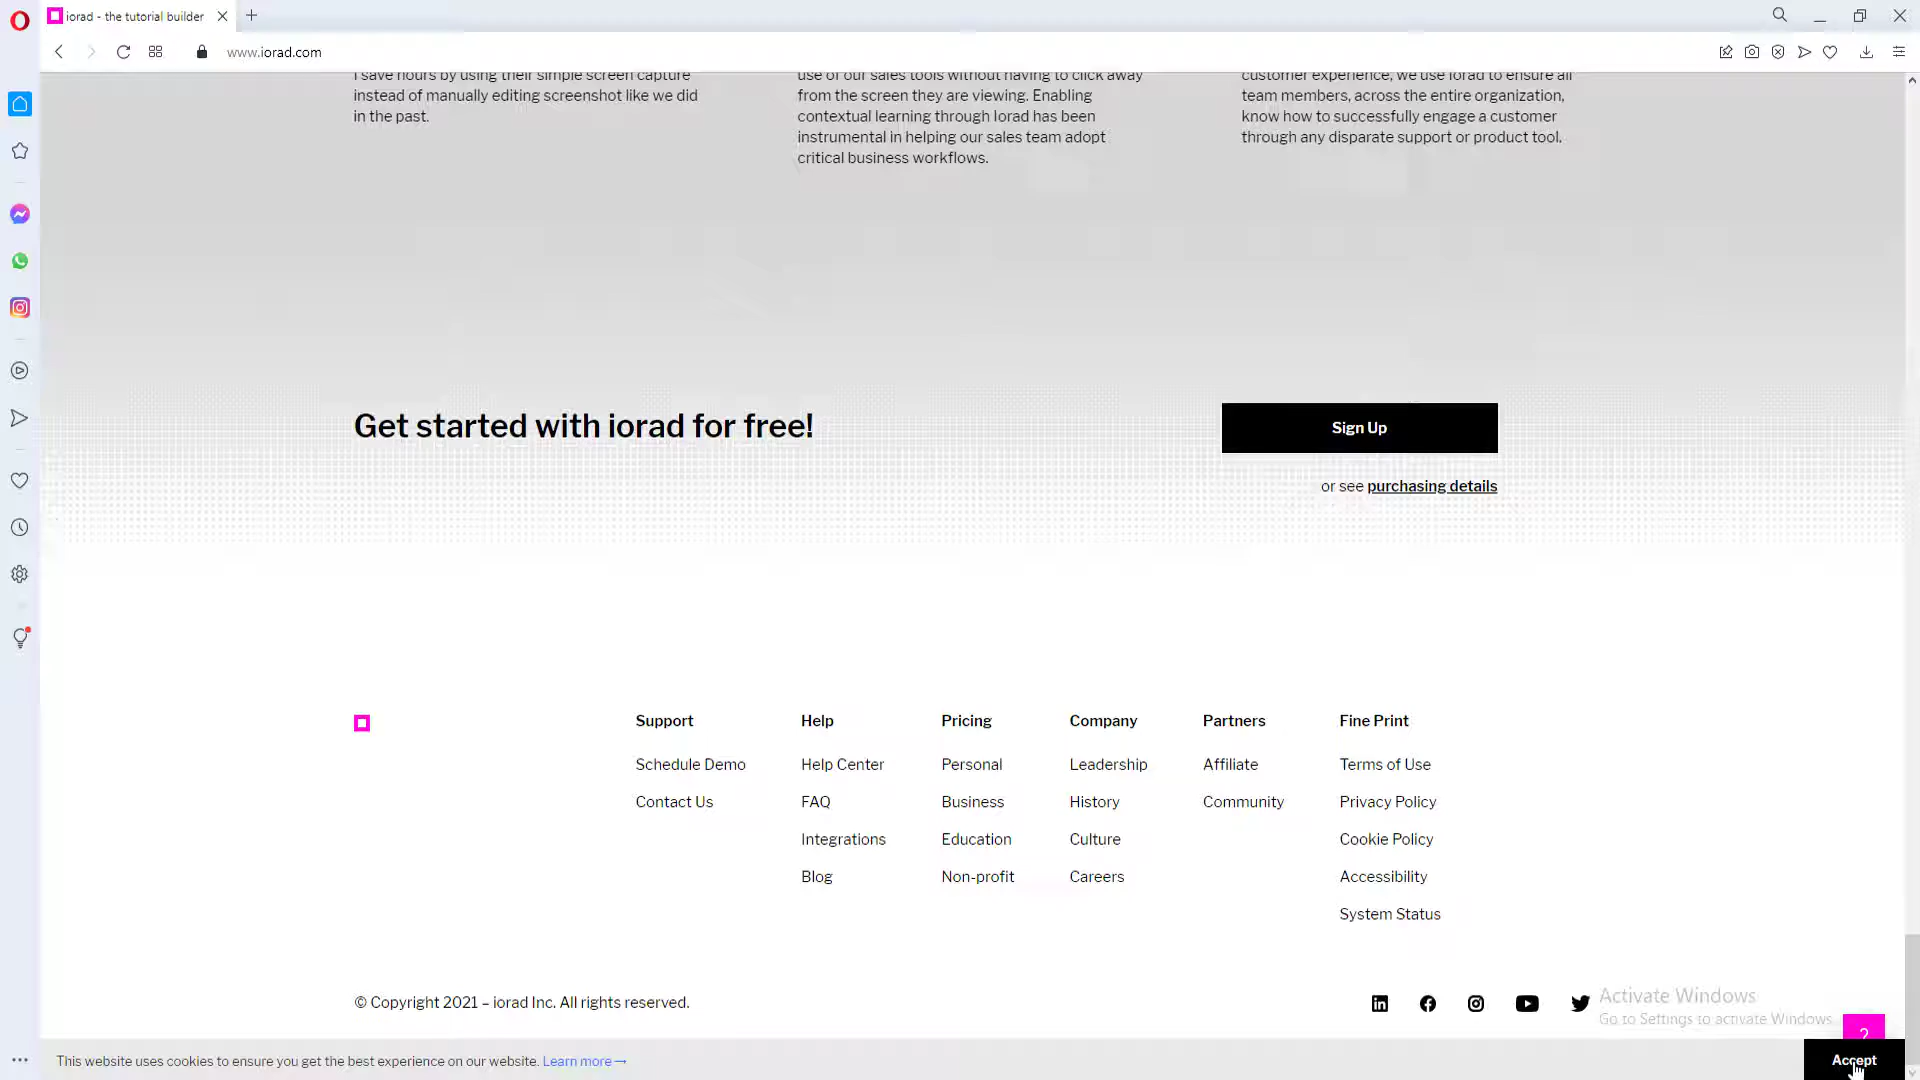 iorad - the tutorial builder
www.iorad.com
I save hours by using their simple screen capture
instead of manually editing screenshot like we did
in the past.
use of our sales tools without having to click away
from the screen they are viewing. Enabling
contextual learning through Iorad has been
instrumental in helping our sales team adopt
critical business workflows.
customer experience, we use Iorad to ensure all
team members, across the entire organization,
know how to successfully engage a customer
through any disparate support or product tool.
Get started with iorad for free!
Sign Up
or see purchasing details
Support
Schedule Demo
Contact Us
Help
Help Center
FAQ
Integrations
Blog
Pricing
Personal
Business
Education
Non-profit
Company
Leadership
History
Culture
Careers
Partners
Affiliate
Community
Fine Print
Terms of Use
Privacy Policy
Cookie Policy
Accessibility
System Status
© Copyright 2021 – iorad Inc. All rights reserved.
Activate Windows
Go to Settings to activate Windows.
?
This website uses cookies to ensure you get the best experience on our website. Learn more→
Accept